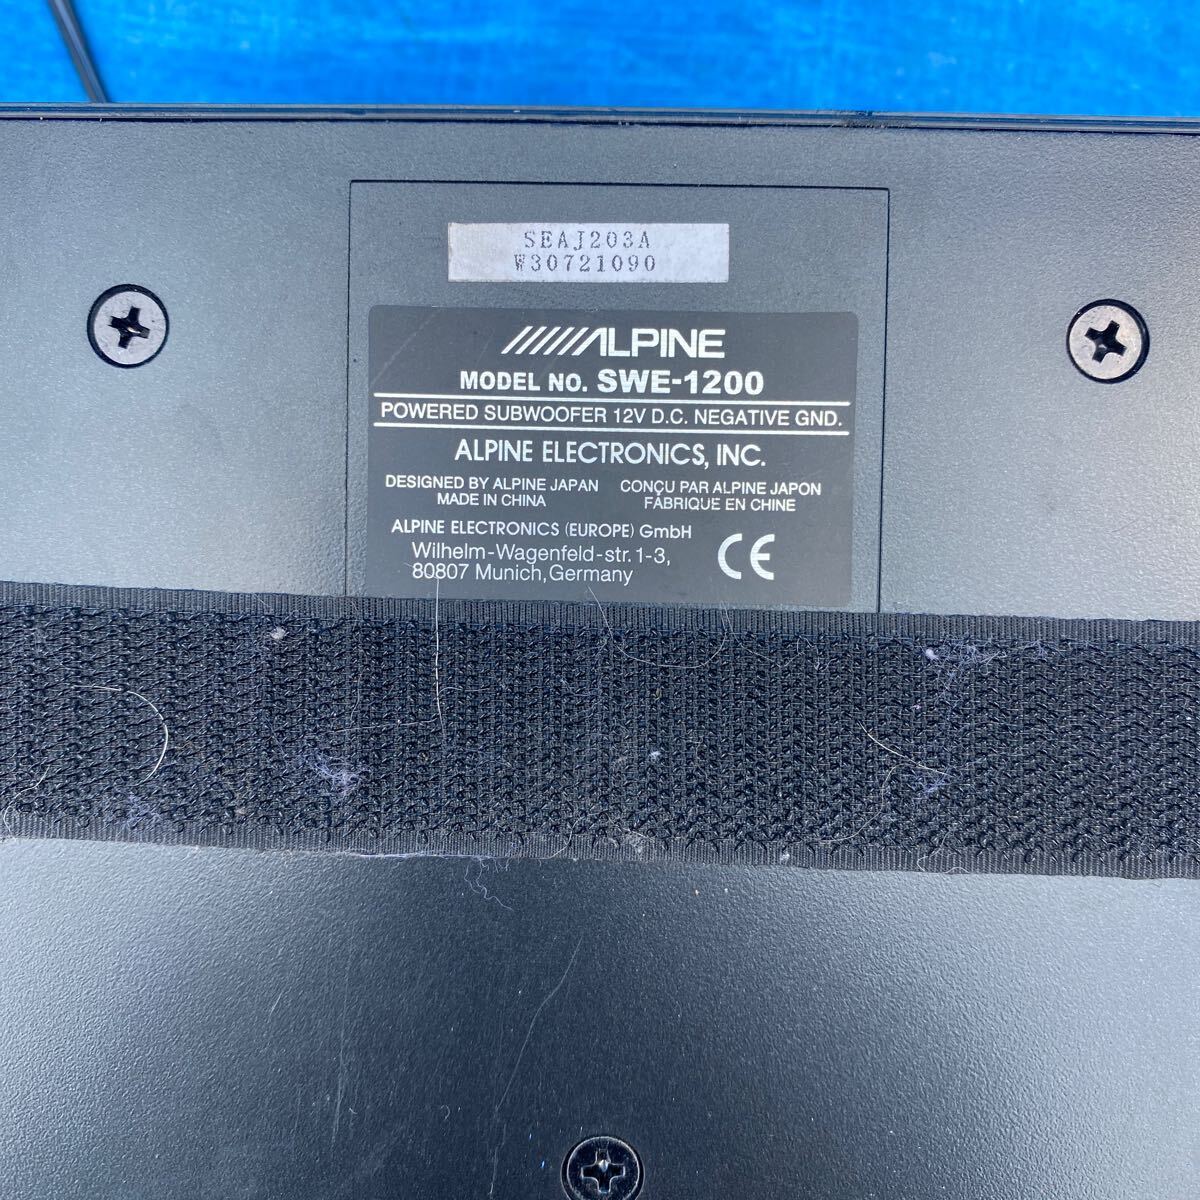 SEAJ203A
W30721090
ALPINE
MODEL NO. SWE-1200
POWERED SUBWOOFER 12V D.C. NEGATIVE GND.
ALPINE ELECTRONICS, INC.
DESIGNED BY ALPINE JAPAN
MADE IN CHINA
CONÇU PAR ALPINE JAPON
FABRIQUE EN CHINE
ALPINE ELECTRONICS (EUROPE) GmbH
Wilhelm-Wagenfeld-str. 1-3,
80807 Munich, Germany
CE